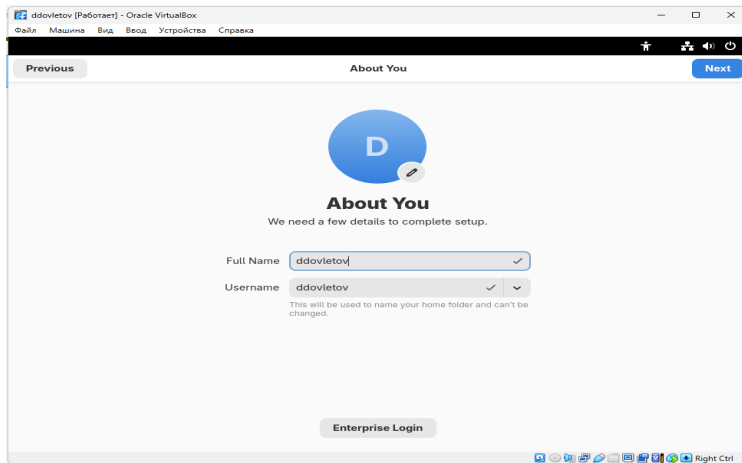 ddovletov [Работает] - Oracle VirtualBox
Файл Машина Вид Ввод Устройства Справка
Previous About You Next
D
About You
We need a few details to complete setup.
Full Name ddovletov
Username ddovletov
This will be used to name your home folder and can't be
changed.
Enterprise Login
Right Ctrl